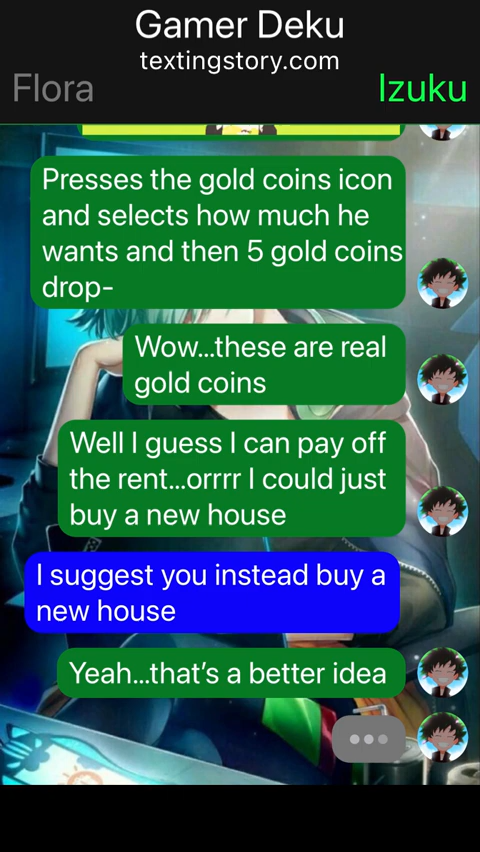 Gamer Deku
textingstory.com
Flora
Izuku
Presses the gold coins icon
and selects how much he
wants and then 5 gold coins
drop-
Wow...these are real
gold coins
Well I guess I can pay off
the rent...orrrr I could just
buy a new house
I suggest you instead buy a
new house
Yeah...that's a better idea